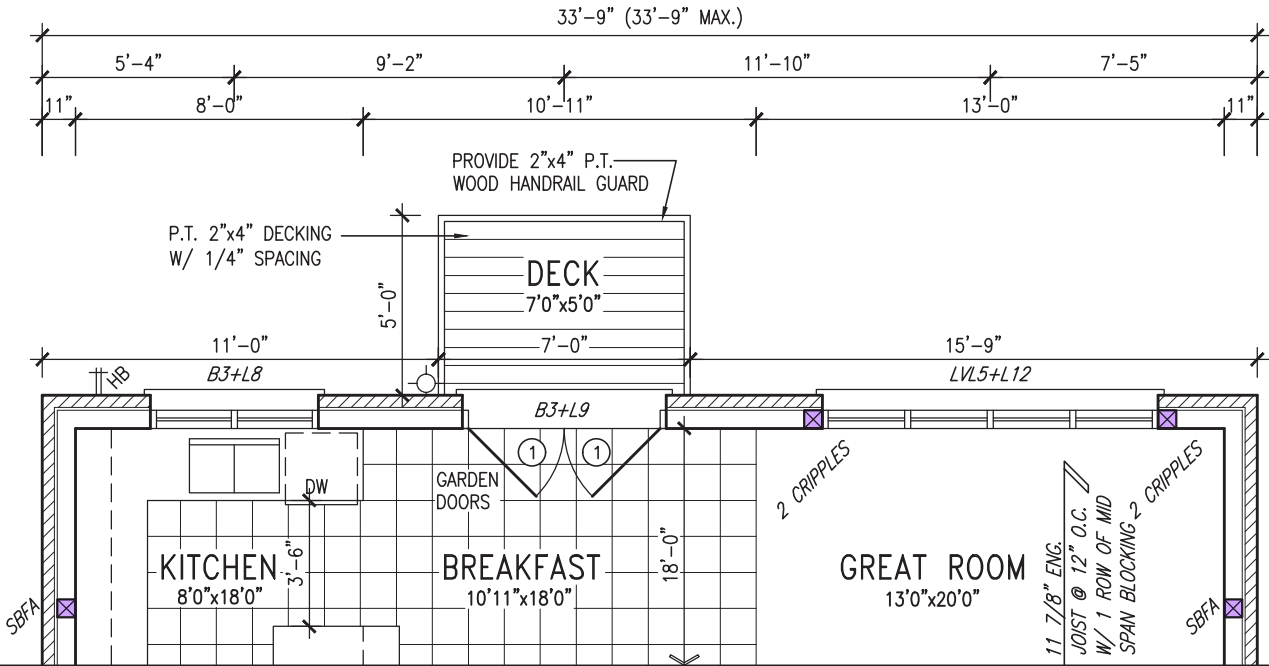 33'-9" (33'-9" MAX.)
5'-4" 9'-2" 11'-10" 7'-5"
11" 8'-0" 10'-11" 13'-0" 11"
PROVIDE 2"x4" P.T.
WOOD HANDRAIL GUARD
P.T. 2"x4" DECKING
W/ 1/4" SPACING
DECK
7'0"x5'0"
5'-0"
11'-0" 7'-0" 15'-9"
HB
B3+L8
B3+L9
LVL5+L12
1 1
GARDEN
DOORS
DW
2 CRIPPLES
2 CRIPPLES
3'-6"
18'-0"
KITCHEN
8'0"x18'0"
BREAKFAST
10'11"x18'0"
GREAT ROOM
13'0"x20'0"
11 7/8" ENG.
JOIST @ 12" O.C.
W/ 1 ROW OF MID
SPAN BLOCKING
SBFA
SBFA